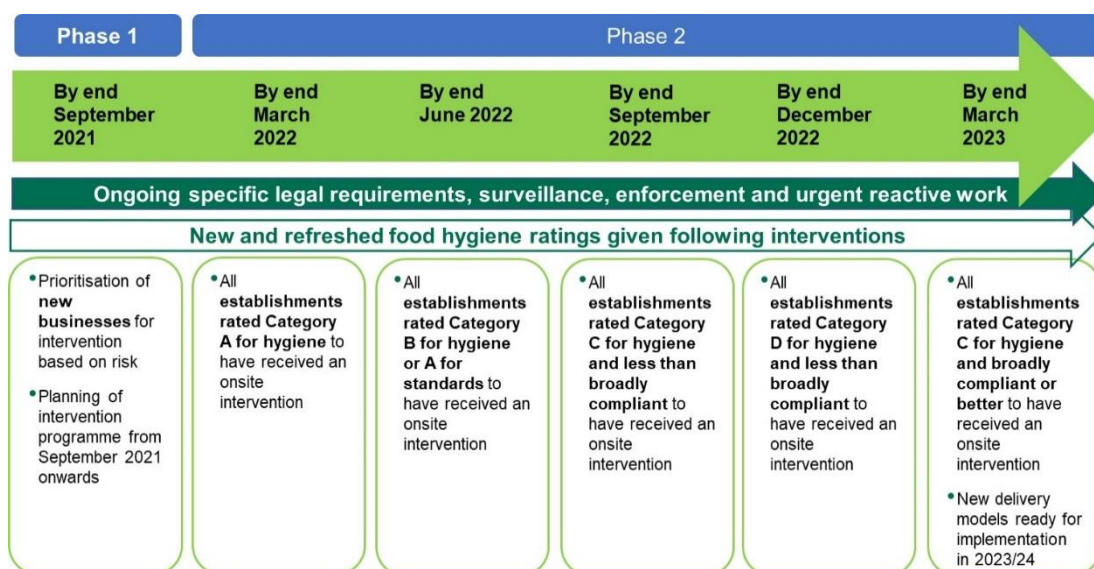 Phase 1
Phase 2
By end
September
2021
By end
March
2022
By end
June 2022
By end
September
2022
By end
December
2022
By end
March
2023
Ongoing specific legal requirements, surveillance, enforcement and urgent reactive work
New and refreshed food hygiene ratings given following interventions
•Prioritisation of
new
businesses for
intervention
based on risk
•Planning of
intervention
programme from
September 2021
onwards
•All
establishments
rated Category
A for hygiene to
have received an
onsite
intervention
•All
establishments
rated Category
B for hygiene
or A for
standards to
have received an
onsite
intervention
•All
establishments
rated Category
C for hygiene
and less than
broadly
compliant to
have received an
onsite
intervention
•All
establishments
rated Category
D for hygiene
and less than
broadly
compliant to
have received an
onsite
intervention
•All
establishments
rated Category
C for hygiene
and broadly
compliant or
better to have
received an
onsite
intervention
•New delivery
models ready for
implementation
in 2023/24